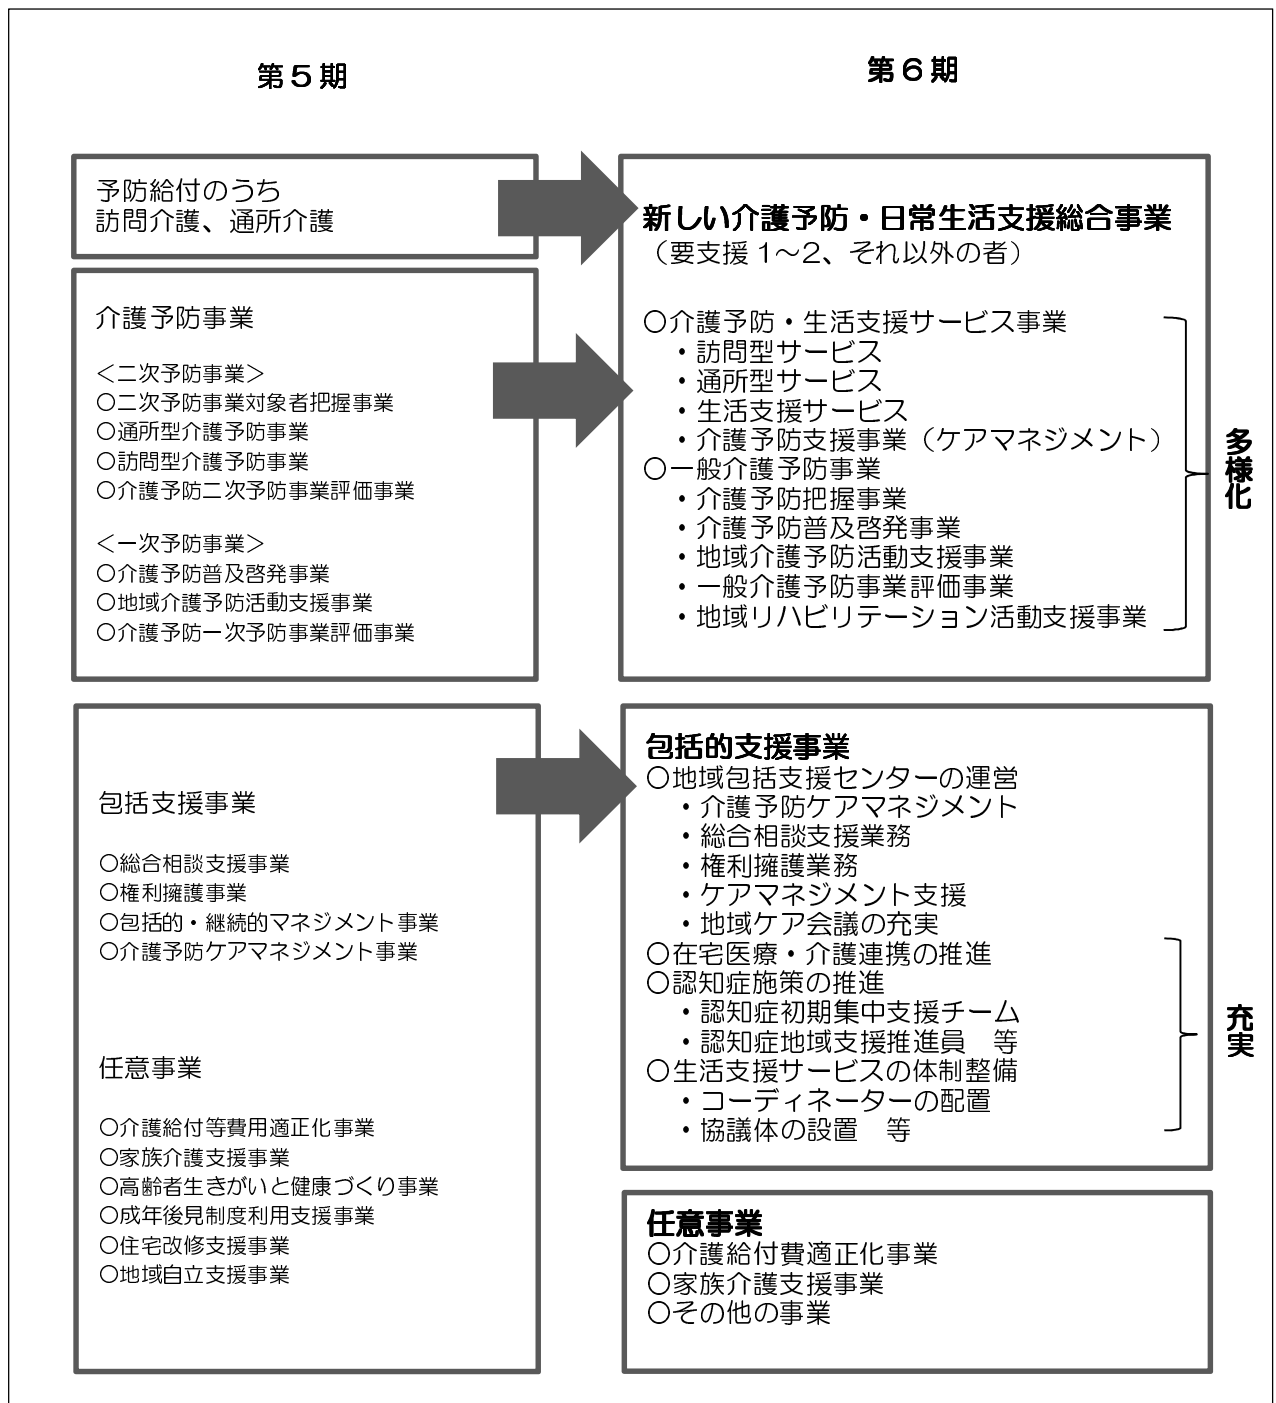 第５期
第６期
予防給付のうち
訪問介護、通所介護
介護予防事業
＜二次予防事業＞
○二次予防事業対象者把握事業
○通所型介護予防事業
○訪問型介護予防事業
○介護予防二次予防事業評価事業
＜一次予防事業＞
○介護予防普及啓発事業
○地域介護予防活動支援事業
○介護予防一次予防事業評価事業
新しい介護予防・日常生活支援総合事業
（要支援 1～2、それ以外の者）
○介護予防・生活支援サービス事業
・訪問型サービス
・通所型サービス
・生活支援サービス
・介護予防支援事業（ケアマネジメント）
○一般介護予防事業
・介護予防把握事業
・介護予防普及啓発事業
・地域介護予防活動支援事業
・一般介護予防事業評価事業
・地域リハビリテーション活動支援事業
多様化
包括支援事業
○総合相談支援事業
○権利擁護事業
○包括的・継続的マネジメント事業
○介護予防ケアマネジメント事業
任意事業
○介護給付等費用適正化事業
○家族介護支援事業
○高齢者生きがいと健康づくり事業
○成年後見制度利用支援事業
○住宅改修支援事業
○地域自立支援事業
包括的支援事業
○地域包括支援センターの運営
・介護予防ケアマネジメント
・総合相談支援業務
・権利擁護業務
・ケアマネジメント支援
・地域ケア会議の充実
○在宅医療・介護連携の推進
○認知症施策の推進
・認知症初期集中支援チーム
・認知症地域支援推進員　等
○生活支援サービスの体制整備
・コーディネーターの配置
・協議体の設置　等
充実
任意事業
○介護給付費適正化事業
○家族介護支援事業
○その他の事業